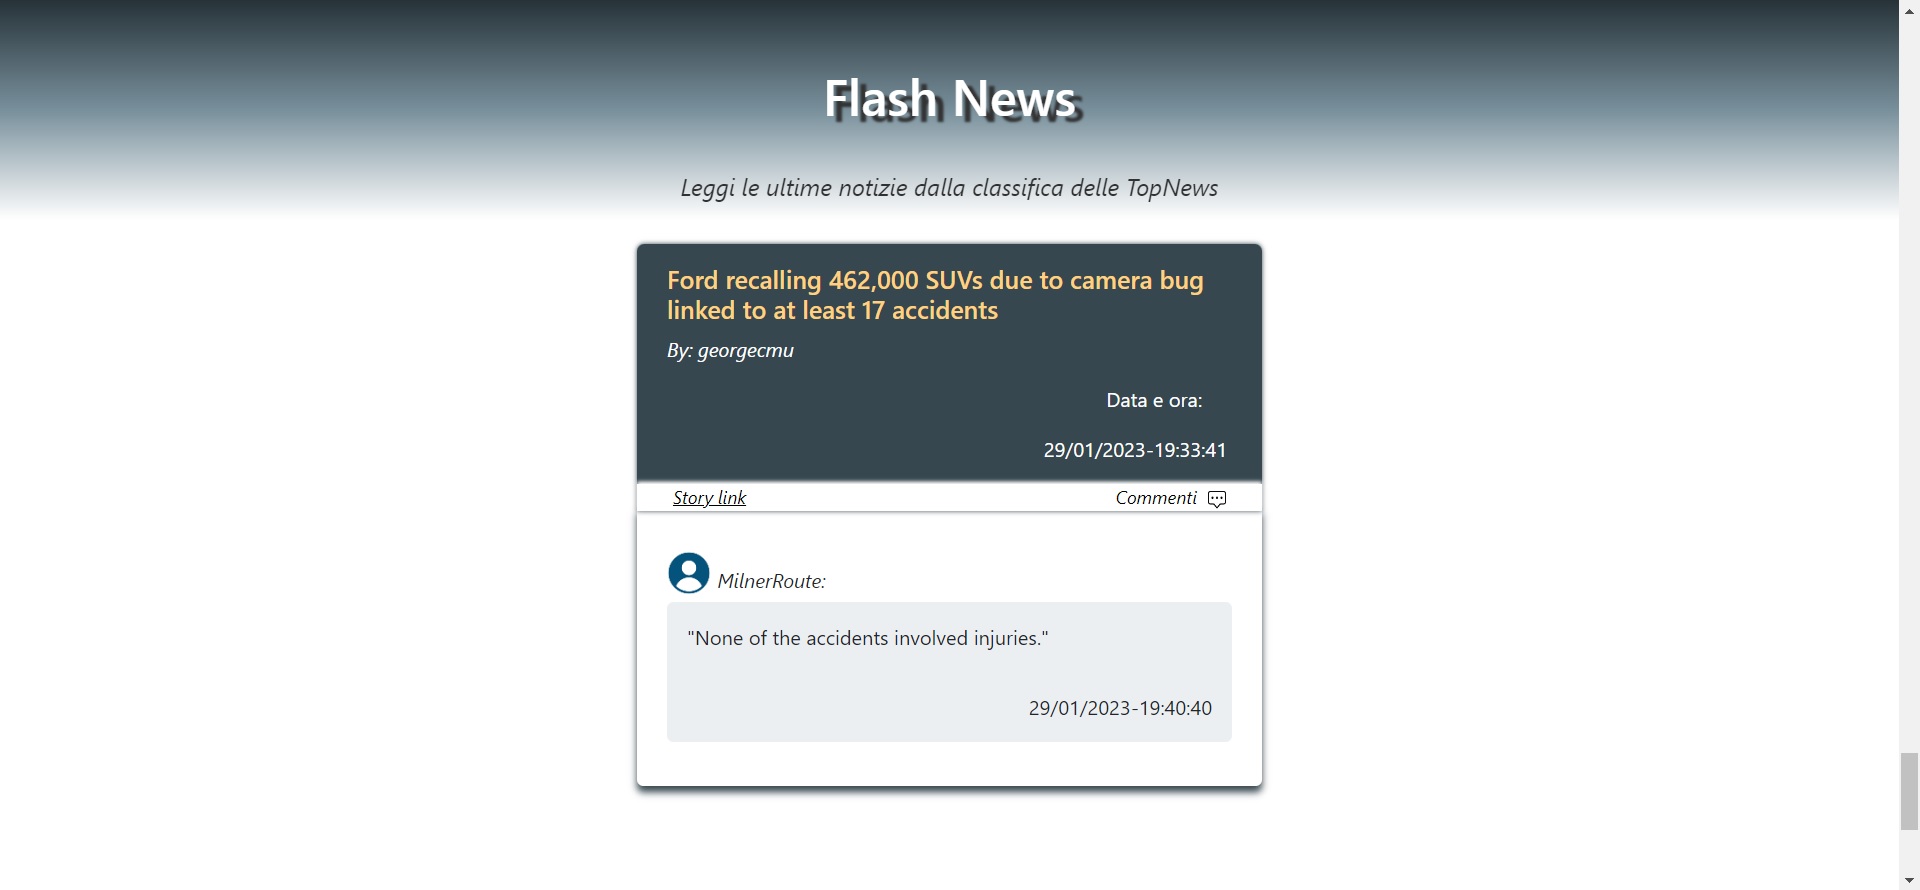 Flash News
Leggi le ultime notizie dalla classifica delle TopNews
Ford recalling 462,000 SUVs due to camera bug
linked to at least 17 accidents
By: georgecmu
Data e ora:
29/01/2023-19:33:41
Story link
Commenti
MilnerRoute:
"None of the accidents involved injuries."
29/01/2023-19:40:40